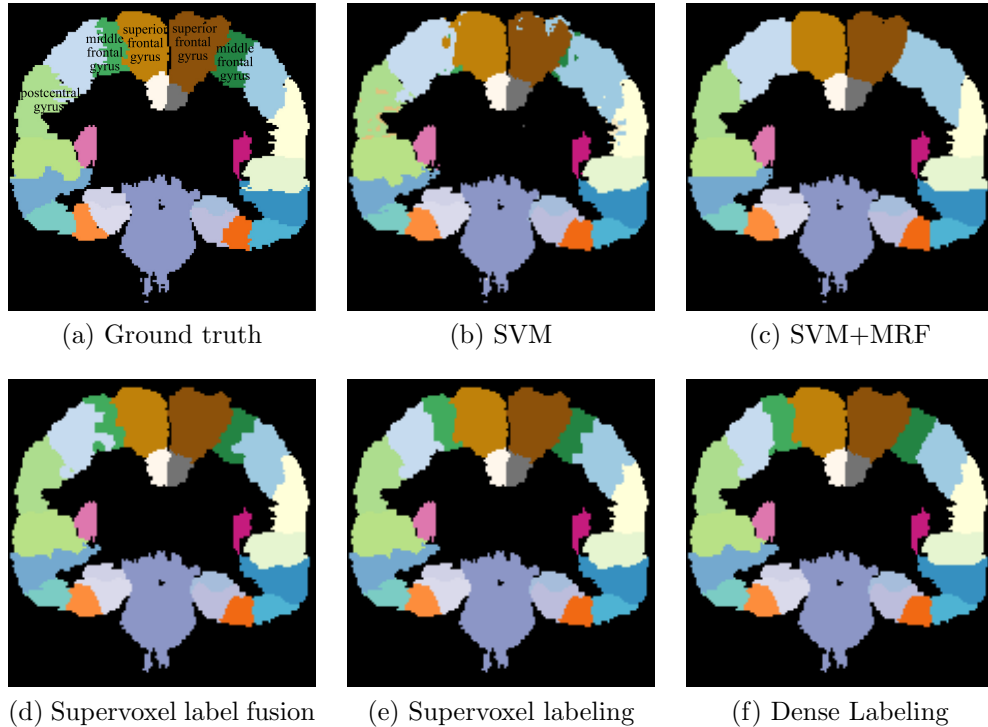 middle
frontal
gyrus
superior
frontal
gyrus
superior
frontal
gyrus
middle
frontal
gyrus
postcentral
gyrus
(a) Ground truth
(b) SVM
(c) SVM+MRF
(d) Supervoxel label fusion
(e) Supervoxel labeling
(f) Dense Labeling